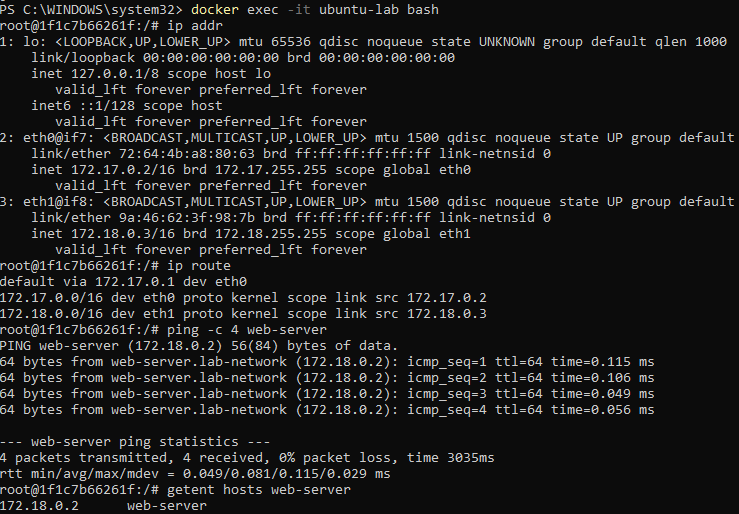 PS C:\WINDOWS\system32> docker exec -it ubuntu-lab bash
root@1f1c7b66261f:/# ip addr
1: lo: <LOOPBACK,UP,LOWER_UP> mtu 65536 qdisc noqueue state UNKNOWN group default qlen 1000
    link/loopback 00:00:00:00:00:00 brd 00:00:00:00:00:00
    inet 127.0.0.1/8 scope host lo
       valid_lft forever preferred_lft forever
    inet6 ::1/128 scope host
       valid_lft forever preferred_lft forever
2: eth0@if7: <BROADCAST,MULTICAST,UP,LOWER_UP> mtu 1500 qdisc noqueue state UP group default
    link/ether 72:64:4b:a8:80:63 brd ff:ff:ff:ff:ff:ff link-netnsid 0
    inet 172.17.0.2/16 brd 172.17.255.255 scope global eth0
       valid_lft forever preferred_lft forever
3: eth1@if8: <BROADCAST,MULTICAST,UP,LOWER_UP> mtu 1500 qdisc noqueue state UP group default
    link/ether 9a:46:62:3f:98:7b brd ff:ff:ff:ff:ff:ff link-netnsid 0
    inet 172.18.0.3/16 brd 172.18.255.255 scope global eth1
       valid_lft forever preferred_lft forever
root@1f1c7b66261f:/# ip route
default via 172.17.0.1 dev eth0
172.17.0.0/16 dev eth0 proto kernel scope link src 172.17.0.2
172.18.0.0/16 dev eth1 proto kernel scope link src 172.18.0.3
root@1f1c7b66261f:/# ping -c 4 web-server
PING web-server (172.18.0.2) 56(84) bytes of data.
64 bytes from web-server.lab-network (172.18.0.2): icmp_seq=1 ttl=64 time=0.115 ms
64 bytes from web-server.lab-network (172.18.0.2): icmp_seq=2 ttl=64 time=0.106 ms
64 bytes from web-server.lab-network (172.18.0.2): icmp_seq=3 ttl=64 time=0.049 ms
64 bytes from web-server.lab-network (172.18.0.2): icmp_seq=4 ttl=64 time=0.056 ms

--- web-server ping statistics ---
4 packets transmitted, 4 received, 0% packet loss, time 3035ms
rtt min/avg/max/mdev = 0.049/0.081/0.115/0.029 ms
root@1f1c7b66261f:/# getent hosts web-server
172.18.0.2      web-server